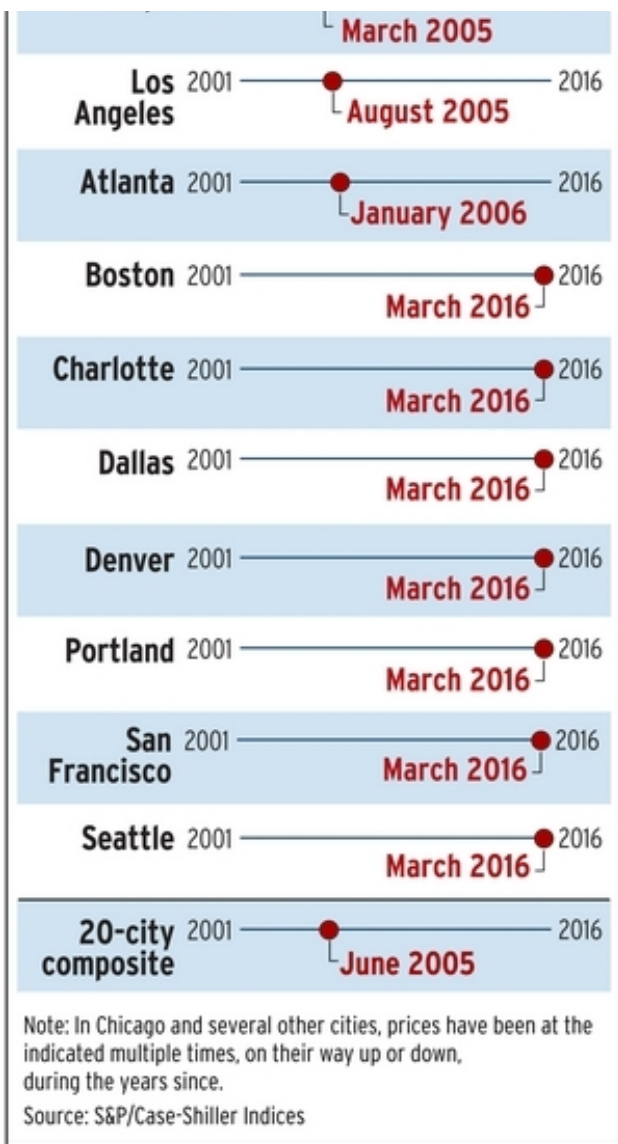 March 2005
Los Angeles 2001 2016
August 2005
Atlanta 2001 2016
January 2006
Boston 2001 2016
March 2016
Charlotte 2001 2016
March 2016
Dallas 2001 2016
March 2016
Denver 2001 2016
March 2016
Portland 2001 2016
March 2016
San Francisco 2001 2016
March 2016
Seattle 2001 2016
March 2016
20-city composite 2001 2016
June 2005
Note: In Chicago and several other cities, prices have been at the
indicated multiple times, on their way up or down,
during the years since.
Source: S&P/Case-Shiller Indices